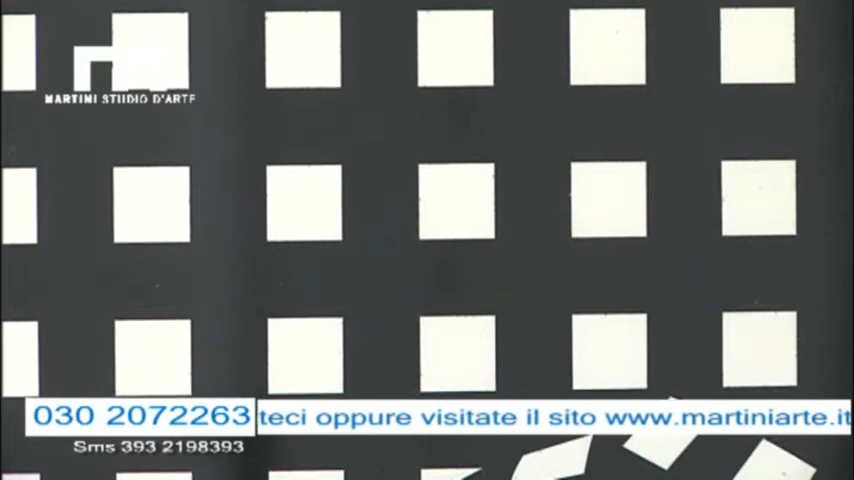 MARTINI STUDIO D'ARTE
030 2072263 teci oppure visitate il sito www.martiniarte.it
Sms 393 2198393